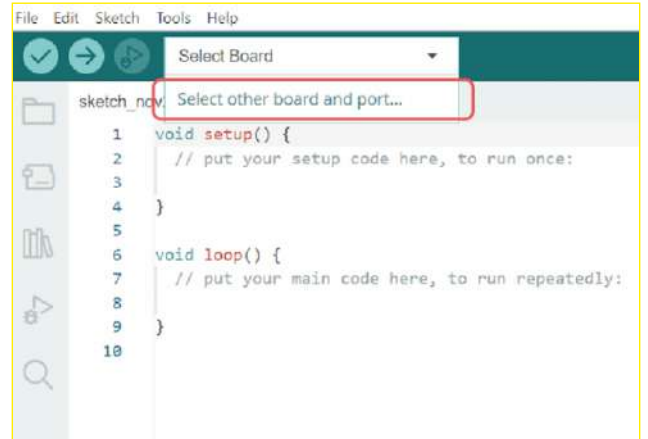 File Edit Sketch Tools Help
Select Board
Select other board and port...
sketch_nov
1 void setup() {
2 // put your setup code here, to run once:
3
4 }
5
6 void loop() {
7 // put your main code here, to run repeatedly:
8
9 }
10